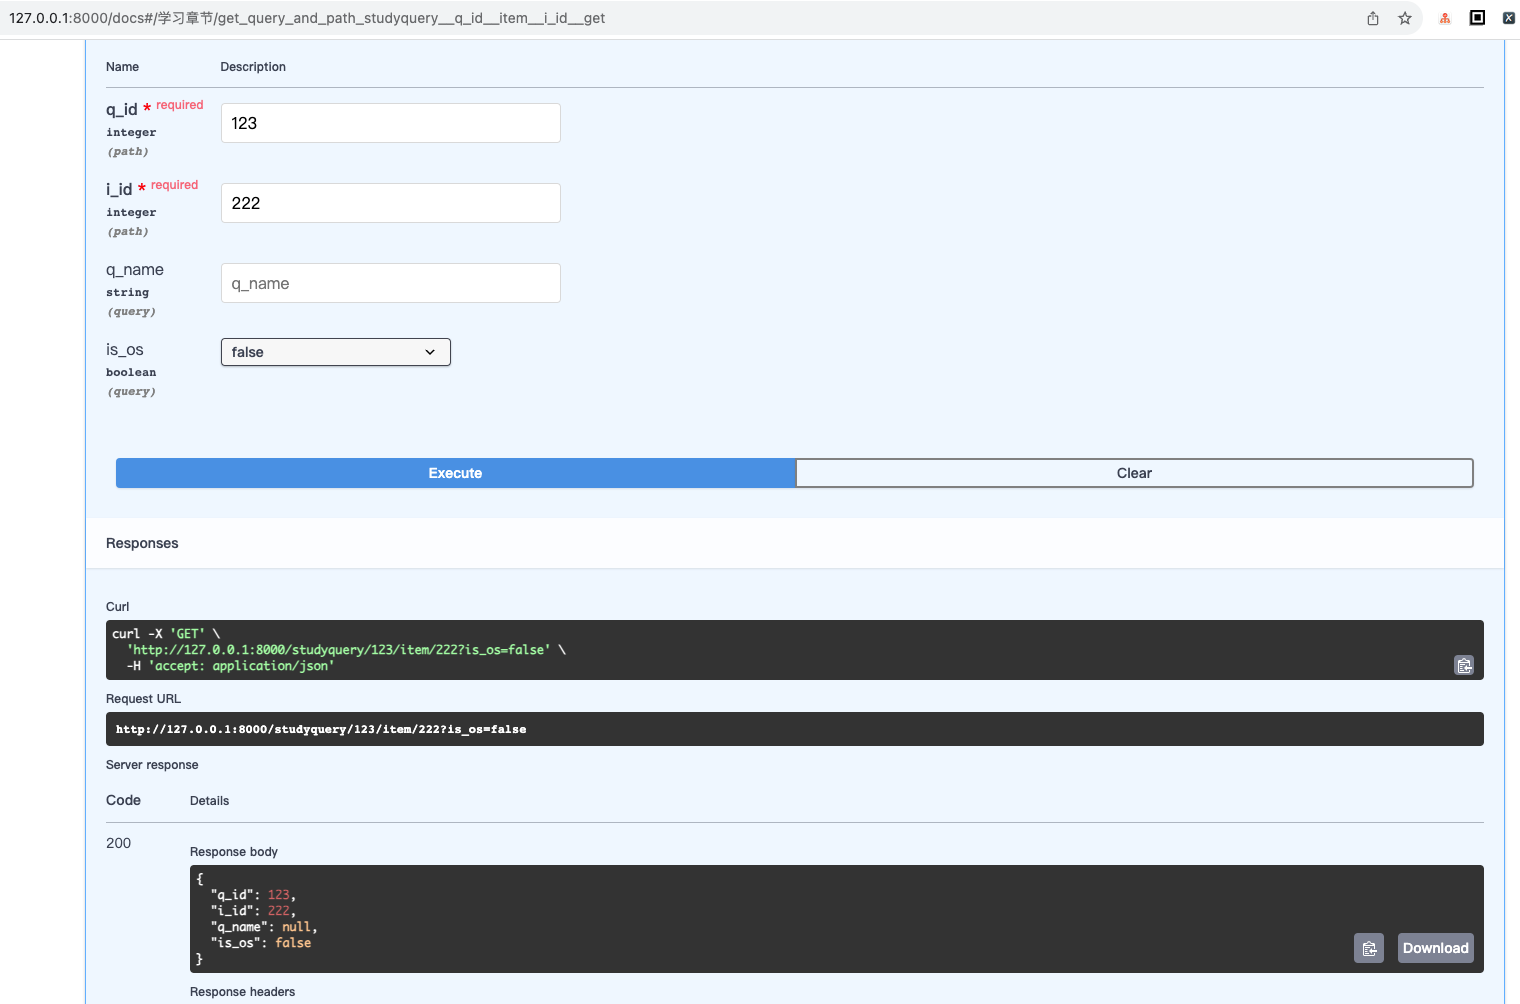 127.0.0.1:8000/docs#/学习章节/get_query_and_path_studyquery__q_id__item__i_id__get
Name Description
q_id * required
integer
(path)
123
i_id * required
integer
(path)
222
q_name
string
(query)
q_name
is_os
boolean
(query)
false
Execute Clear
Responses
Curl
curl -X 'GET' \
'http://127.0.0.1:8000/studyquery/123/item/222?is_os=false' \
-H 'accept: application/json'
Request URL
http://127.0.0.1:8000/studyquery/123/item/222?is_os=false
Server response
Code Details
200
Response body
{
"q_id": 123,
"i_id": 222,
"q_name": null,
"is_os": false
}
Download
Response headers